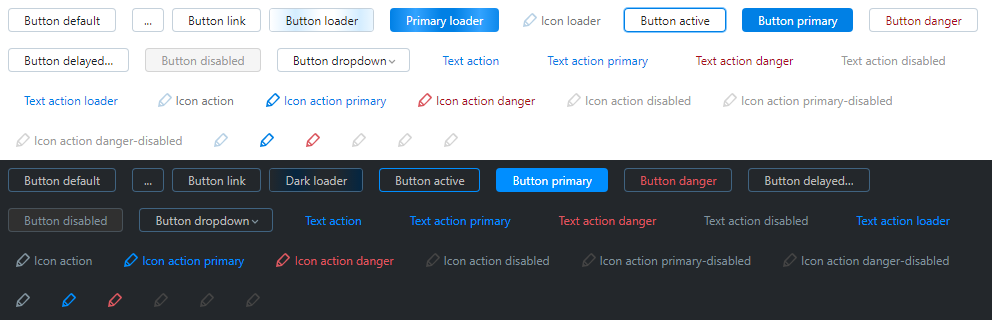 Button default ... Button link Button loader Primary loader Icon loader Button active Button primary Button danger
Button delayed... Button disabled Button dropdown Text action Text action primary Text action danger Text action disabled
Text action loader Icon action Icon action primary Icon action danger Icon action disabled Icon action primary-disabled
Icon action danger-disabled
Button default ... Button link Dark loader Button active Button primary Button danger Button delayed...
Button disabled Button dropdown Text action Text action primary Text action danger Text action disabled Text action loader
Icon action Icon action primary Icon action danger Icon action disabled Icon action primary-disabled Icon action danger-disabled